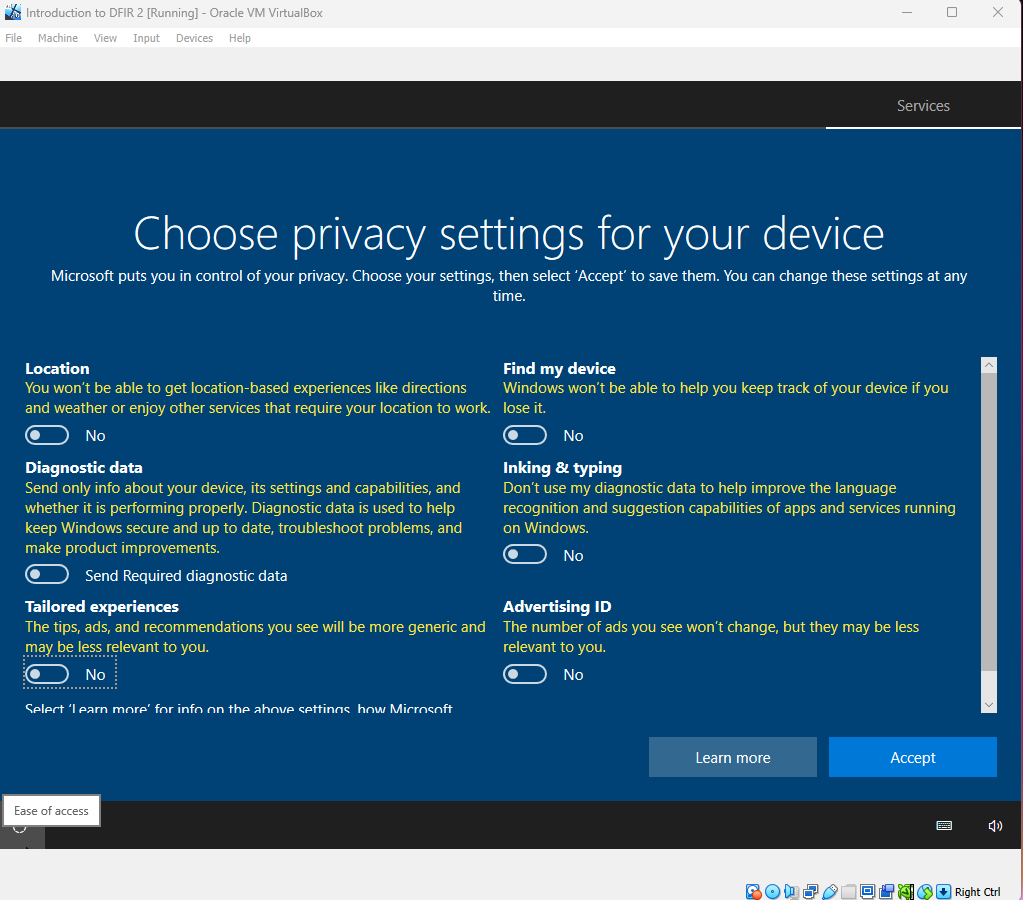 Introduction to DFIR 2 [Running] - Oracle VM VirtualBox
File Machine View Input Devices Help
Services
Choose privacy settings for your device
Microsoft puts you in control of your privacy. Choose your settings, then select ‘Accept’ to save them. You can change these settings at any
time.
Location
You won’t be able to get location-based experiences like directions
and weather or enjoy other services that require your location to work.
No
Find my device
Windows won’t be able to help you keep track of your device if you
lose it.
No
Diagnostic data
Send only info about your device, its settings and capabilities, and
whether it is performing properly. Diagnostic data is used to help
keep Windows secure and up to date, troubleshoot problems, and
make product improvements.
Send Required diagnostic data
Inking & typing
Don’t use my diagnostic data to help improve the language
recognition and suggestion capabilities of apps and services running
on Windows.
No
Tailored experiences
The tips, ads, and recommendations you see will be more generic and
may be less relevant to you.
No
Advertising ID
The number of ads you see won’t change, but they may be less
relevant to you.
No
Select ‘Learn more’ for info on the above settings, how Microsoft
Learn more
Accept
Ease of access
Right Ctrl